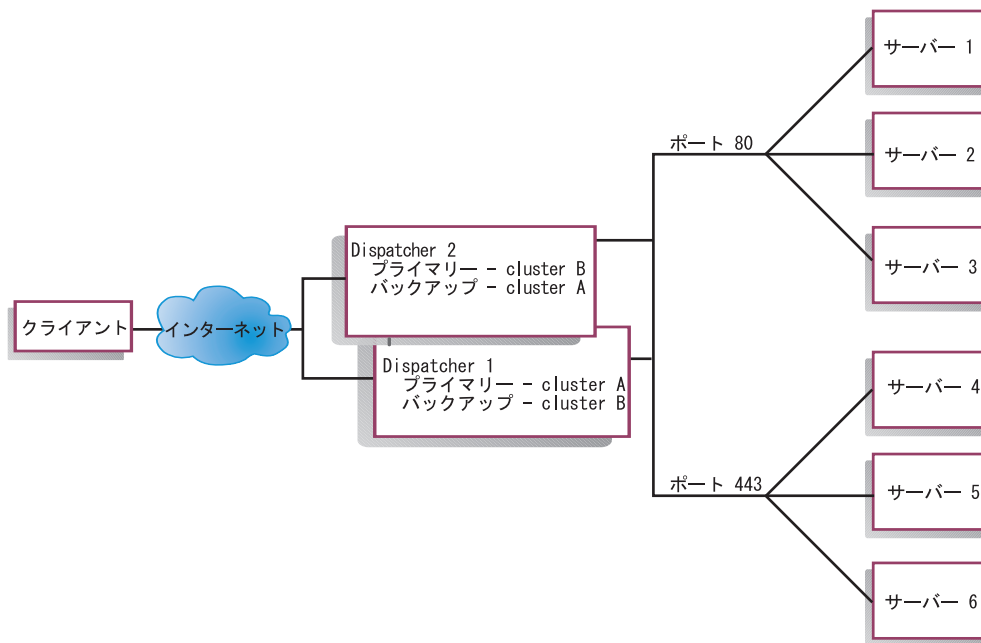 クライアント
インターネット
Dispatcher 2
プライマリー - cluster B
バックアップ - cluster A
Dispatcher 1
プライマリー - cluster A
バックアップ - cluster B
ポート 80
サーバー 1
サーバー 2
サーバー 3
ポート 443
サーバー 4
サーバー 5
サーバー 6